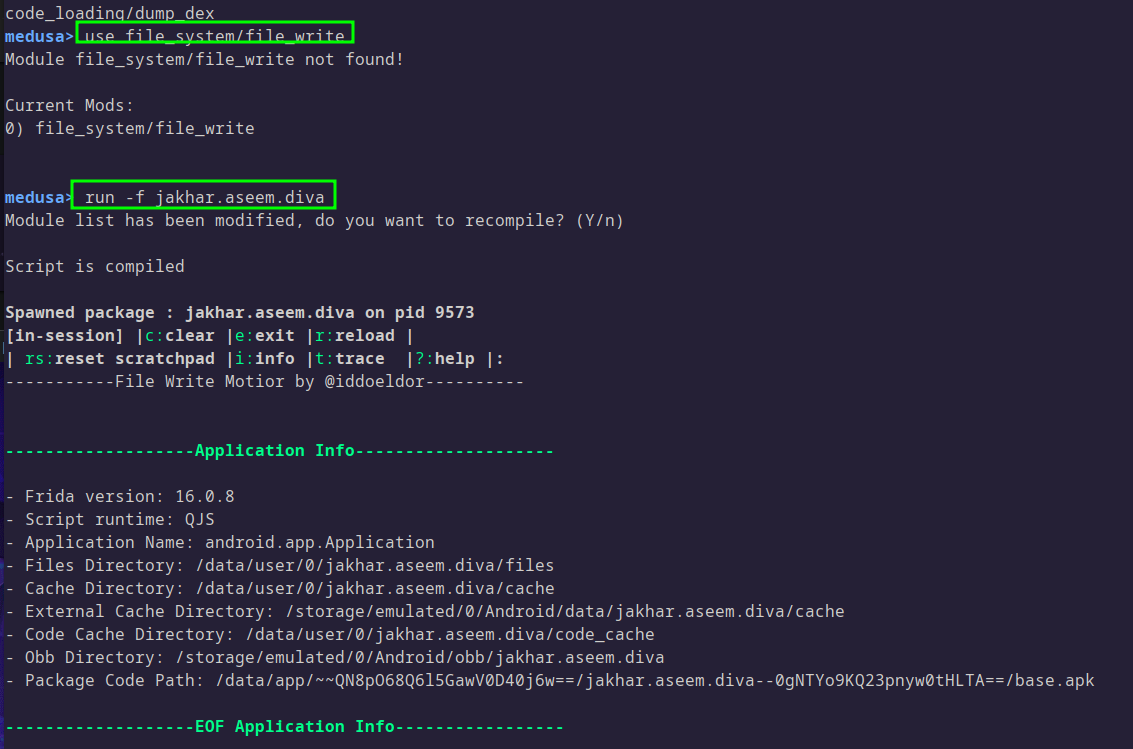 code_loading/dump_dex
medusa> use file_system/file_write
Module file_system/file_write not found!
Current Mods:
0) file_system/file_write
medusa> run -f jakhar.aseem.diva
Module list has been modified, do you want to recompile? (Y/n)
Script is compiled
Spawned package : jakhar.aseem.diva on pid 9573
[in-session] |c:clear |e:exit |r:reload |
| rs:reset scratchpad |i:info |t:trace  |?:help |:
-----------File Write Motior by @iddoeldor----------
-------------------Application Info--------------------
- Frida version: 16.0.8
- Script runtime: QJS
- Application Name: android.app.Application
- Files Directory: /data/user/0/jakhar.aseem.diva/files
- Cache Directory: /data/user/0/jakhar.aseem.diva/cache
- External Cache Directory: /storage/emulated/0/Android/data/jakhar.aseem.diva/cache
- Code Cache Directory: /data/user/0/jakhar.aseem.diva/code_cache
- Obb Directory: /storage/emulated/0/Android/obb/jakhar.aseem.diva
- Package Code Path: /data/app/~~QN8pO68Q6l5GawV0D40j6w==/jakhar.aseem.diva--0gNTYo9KQ23pnyw0tHLTA==/base.apk
-------------------EOF Application Info-----------------